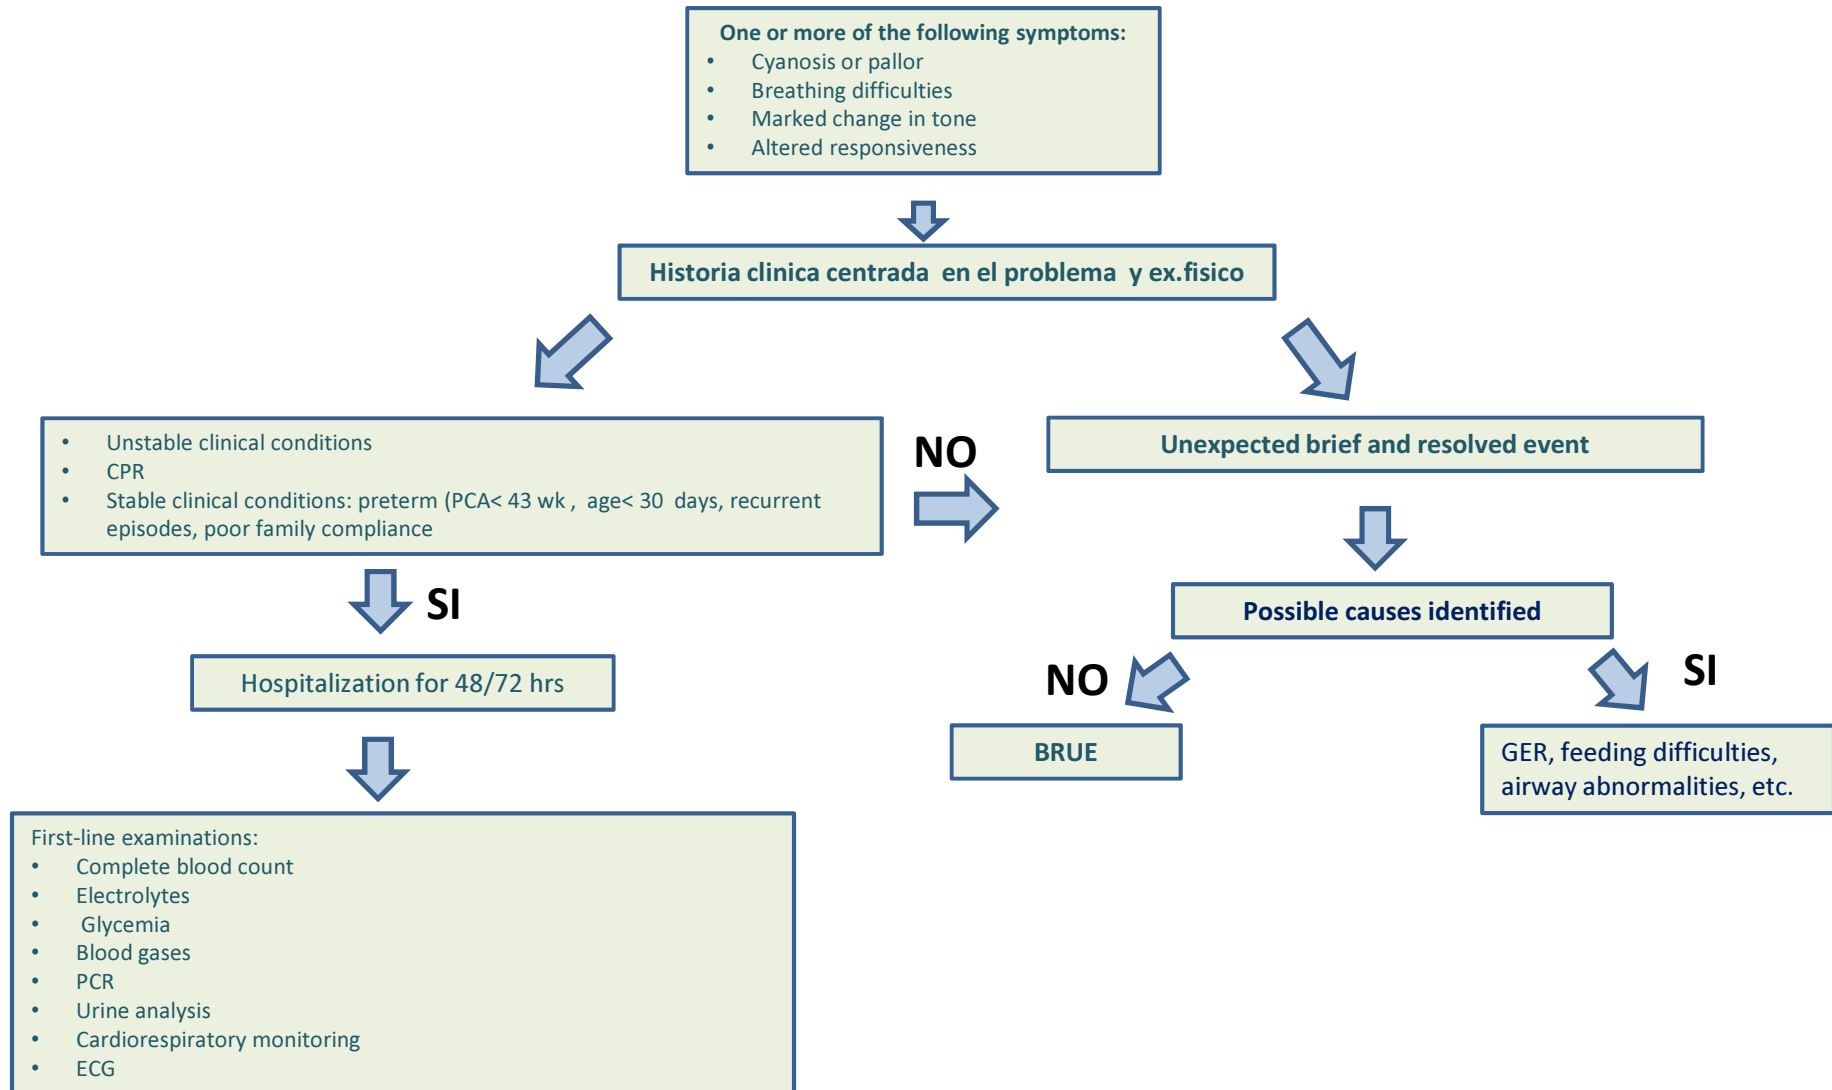 One or more of the following symptoms:
• Cyanosis or pallor
• Breathing difficulties
• Marked change in tone
• Altered responsiveness
Historia clinica centrada en el problema y ex.fisico
• Unstable clinical conditions
• CPR
• Stable clinical conditions: preterm (PCA< 43 wk , age< 30 days, recurrent
episodes, poor family compliance
NO
Unexpected brief and resolved event
SI
Possible causes identified
Hospitalization for 48/72 hrs
NO
SI
BRUE
GER, feeding difficulties,
airway abnormalities, etc.
First-line examinations:
• Complete blood count
• Electrolytes
• Glycemia
• Blood gases
• PCR
• Urine analysis
• Cardiorespiratory monitoring
• ECG